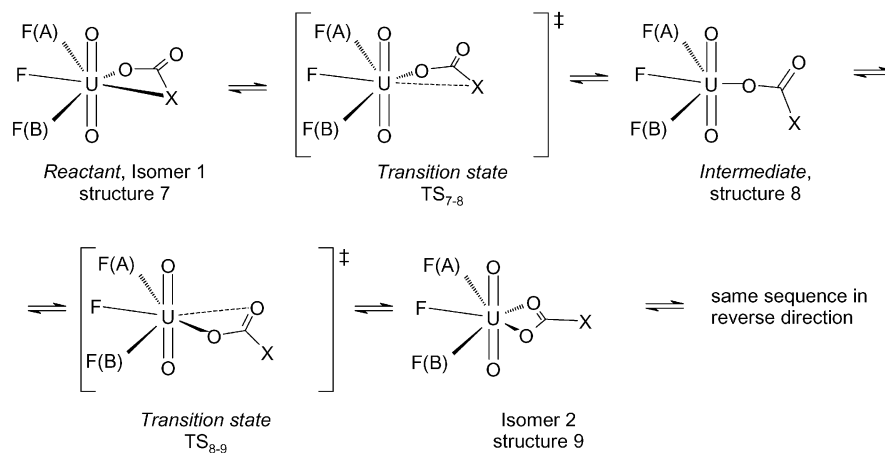 F(A)
O
O
O
F
U
X
F(B)
O
‡
F(A)
O
O
O
F
U
X
F(B)
O
F(A)
O
O
F
U
O
F(B)
X
O
Reactant, Isomer 1
structure 7
Transition state
TS7-8
Intermediate,
structure 8
‡
F(A)
O
O
F
U
O
X
F(B)
O
F(A)
O
O
F
U
X
O
F(B)
O
same sequence in
reverse direction
Transition state
TS8-9
Isomer 2
structure 9